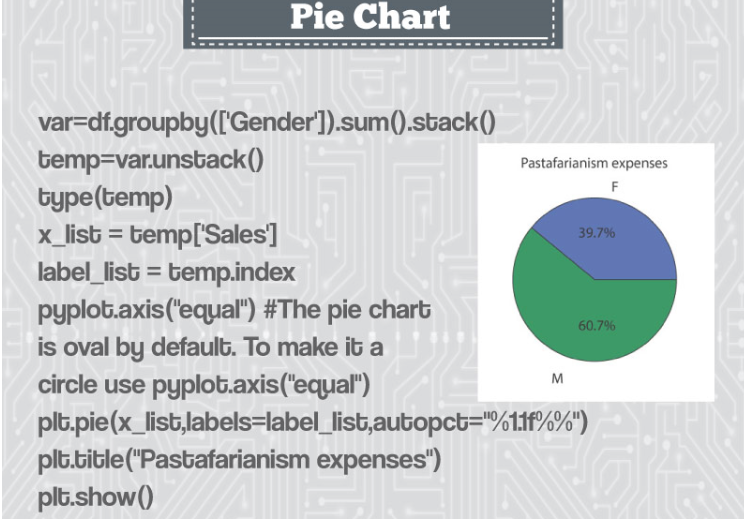 Pie Chart
var=df.groupby(['Gender']).sum().stack()
temp=var.unstack()
type(temp)
x_list = temp['Sales']
label_list = temp.index
pyplot.axis("equal") #The pie chart
is oval by default. To make it a
circle use pyplot.axis("equal")
plt.pie(x_list,labels=label_list,autopct="%1.1f%%")
plt.title("Pastafarianism expenses")
plt.show()
Pastafarianism expenses
F
39.7%
60.7%
M